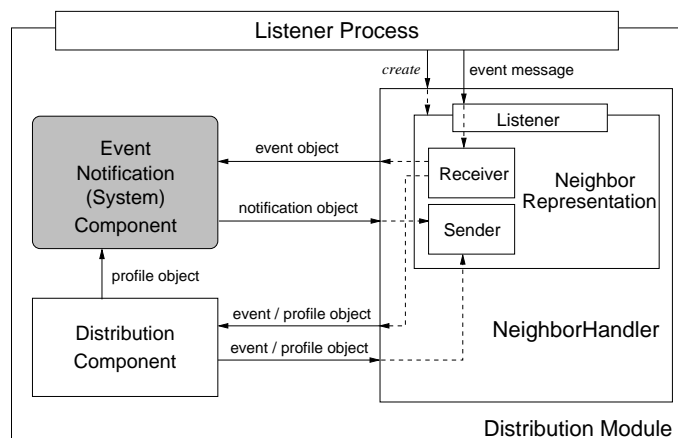 Listener Process
create
event message
Listener
Event
Notification
(System)
Component
event object
Receiver
Neighbor
Representation
notification object
Sender
profile object
Distribution
Component
event / profile object
event / profile object
NeighborHandler
Distribution Module